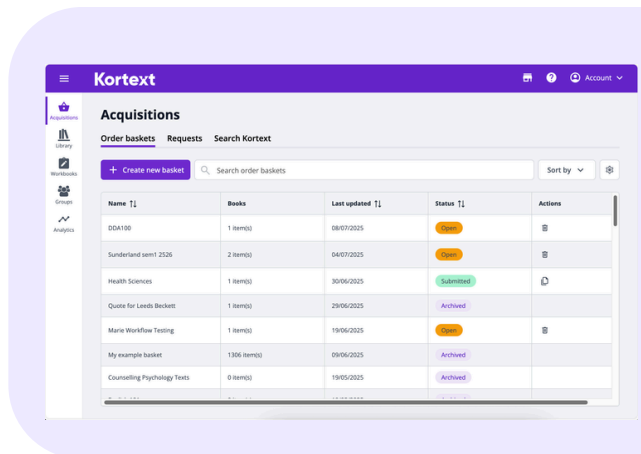 Kortext
Account
Acquisitions
Library
Workbooks
Groups
Analytics
Acquisitions
Order baskets Requests Search Kortext
+ Create new basket Search order baskets Sort by
Name Books Last updated Status Actions
DDA100 1 item(s) 08/07/2025 Open
Sunderland sem1 2526 2 item(s) 04/07/2025 Open
Health Sciences 1 item(s) 30/06/2025 Submitted
Quote for Leeds Beckett 1 item(s) 29/06/2025 Archived
Marie Workflow Testing 1 item(s) 19/06/2025 Open
My example basket 1306 item(s) 09/06/2025 Archived
Counselling Psychology Texts 0 item(s) 19/05/2025 Archived